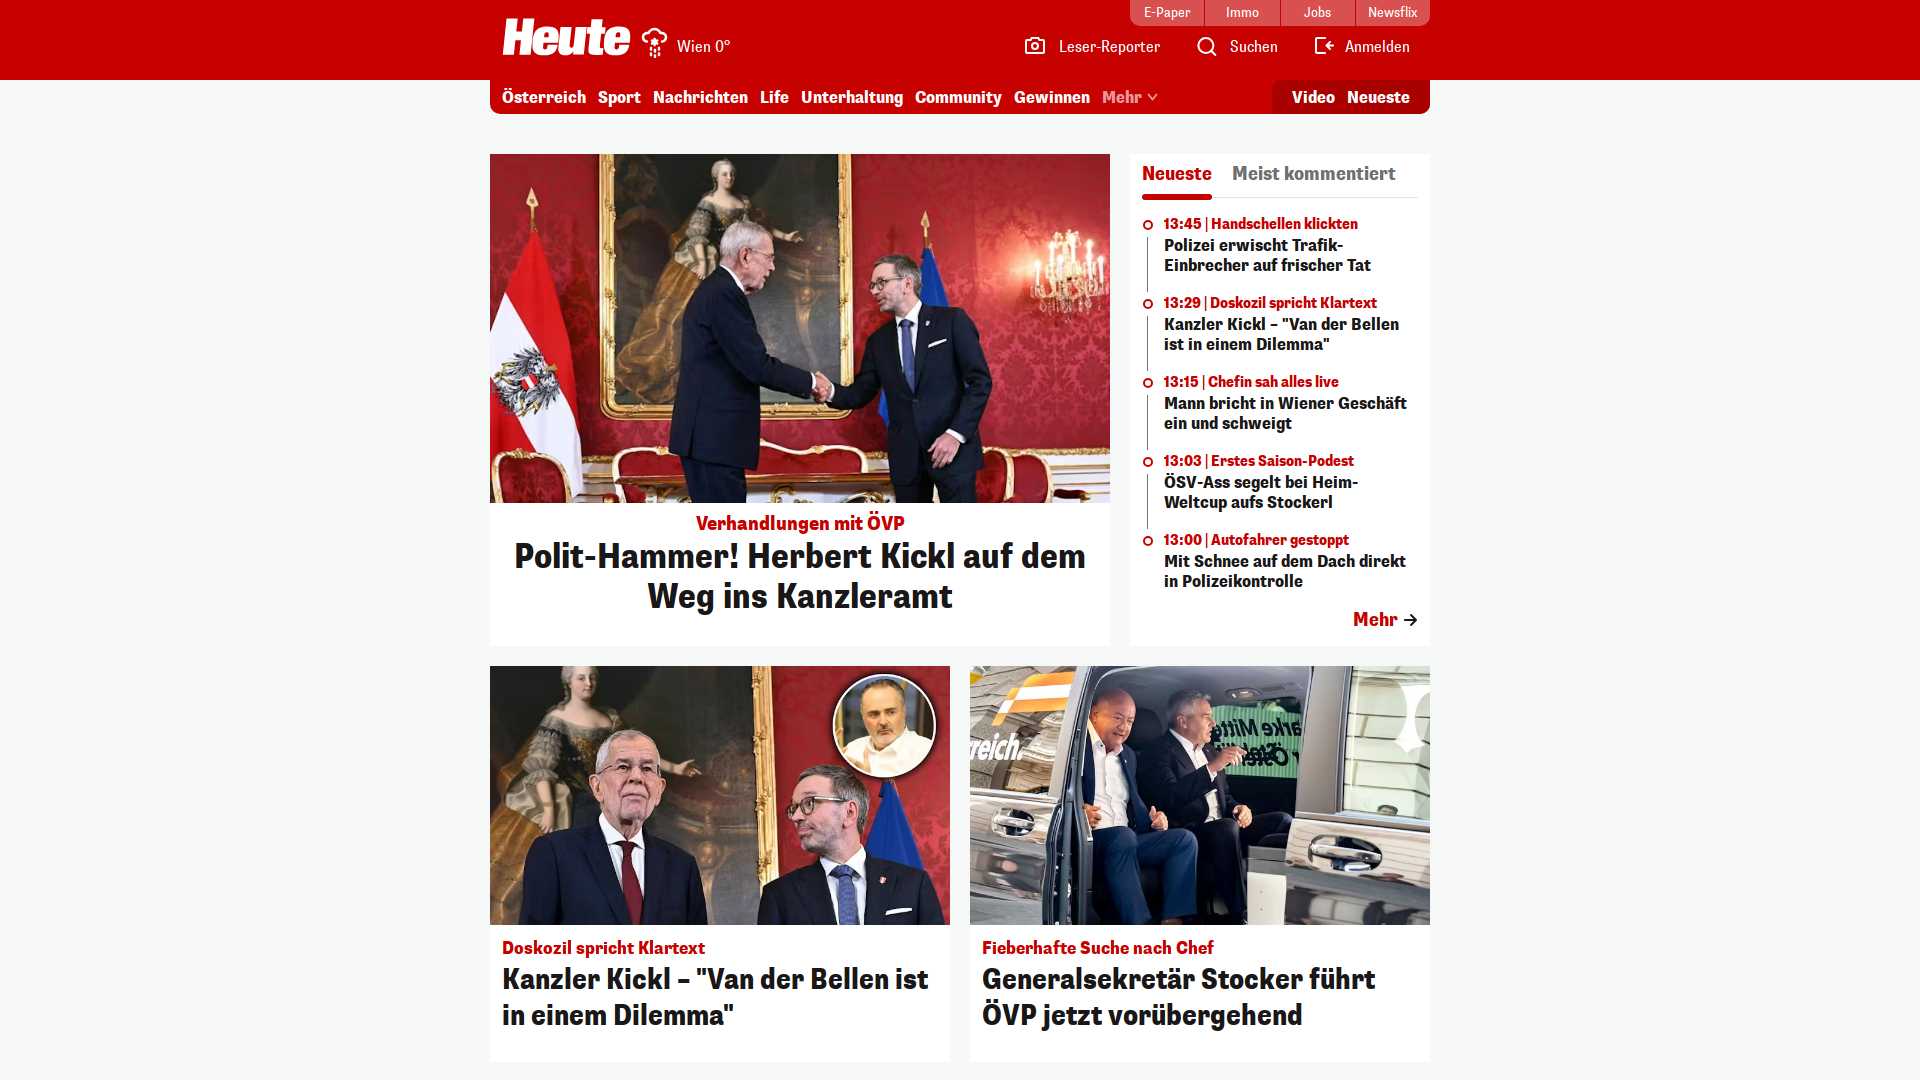 E-Paper
Immo
Jobs
Newsflix
Heute
Wien 0°
Leser-Reporter
Suchen
Anmelden
Österreich
Sport
Nachrichten
Life
Unterhaltung
Community
Gewinnen
Mehr
Video
Neueste
Verhandlungen mit ÖVP
Polit-Hammer! Herbert Kickl auf dem
Weg ins Kanzleramt
Neueste
Meist kommentiert
13:45 | Handschellen klickten
Polizei erwischt Trafik-
Einbrecher auf frischer Tat
13:29 | Doskozil spricht Klartext
Kanzler Kickl – "Van der Bellen
ist in einem Dilemma"
13:15 | Chefin sah alles live
Mann bricht in Wiener Geschäft
ein und schweigt
13:03 | Erstes Saison-Podest
ÖSV-Ass segelt bei Heim-
Weltcup aufs Stockerl
13:00 | Autofahrer gestoppt
Mit Schnee auf dem Dach direkt
in Polizeikontrolle
Mehr
Doskozil spricht Klartext
Kanzler Kickl – "Van der Bellen ist
in einem Dilemma"
reich.
Fieberhafte Suche nach Chef
Generalsekretär Stocker führt
ÖVP jetzt vorübergehend